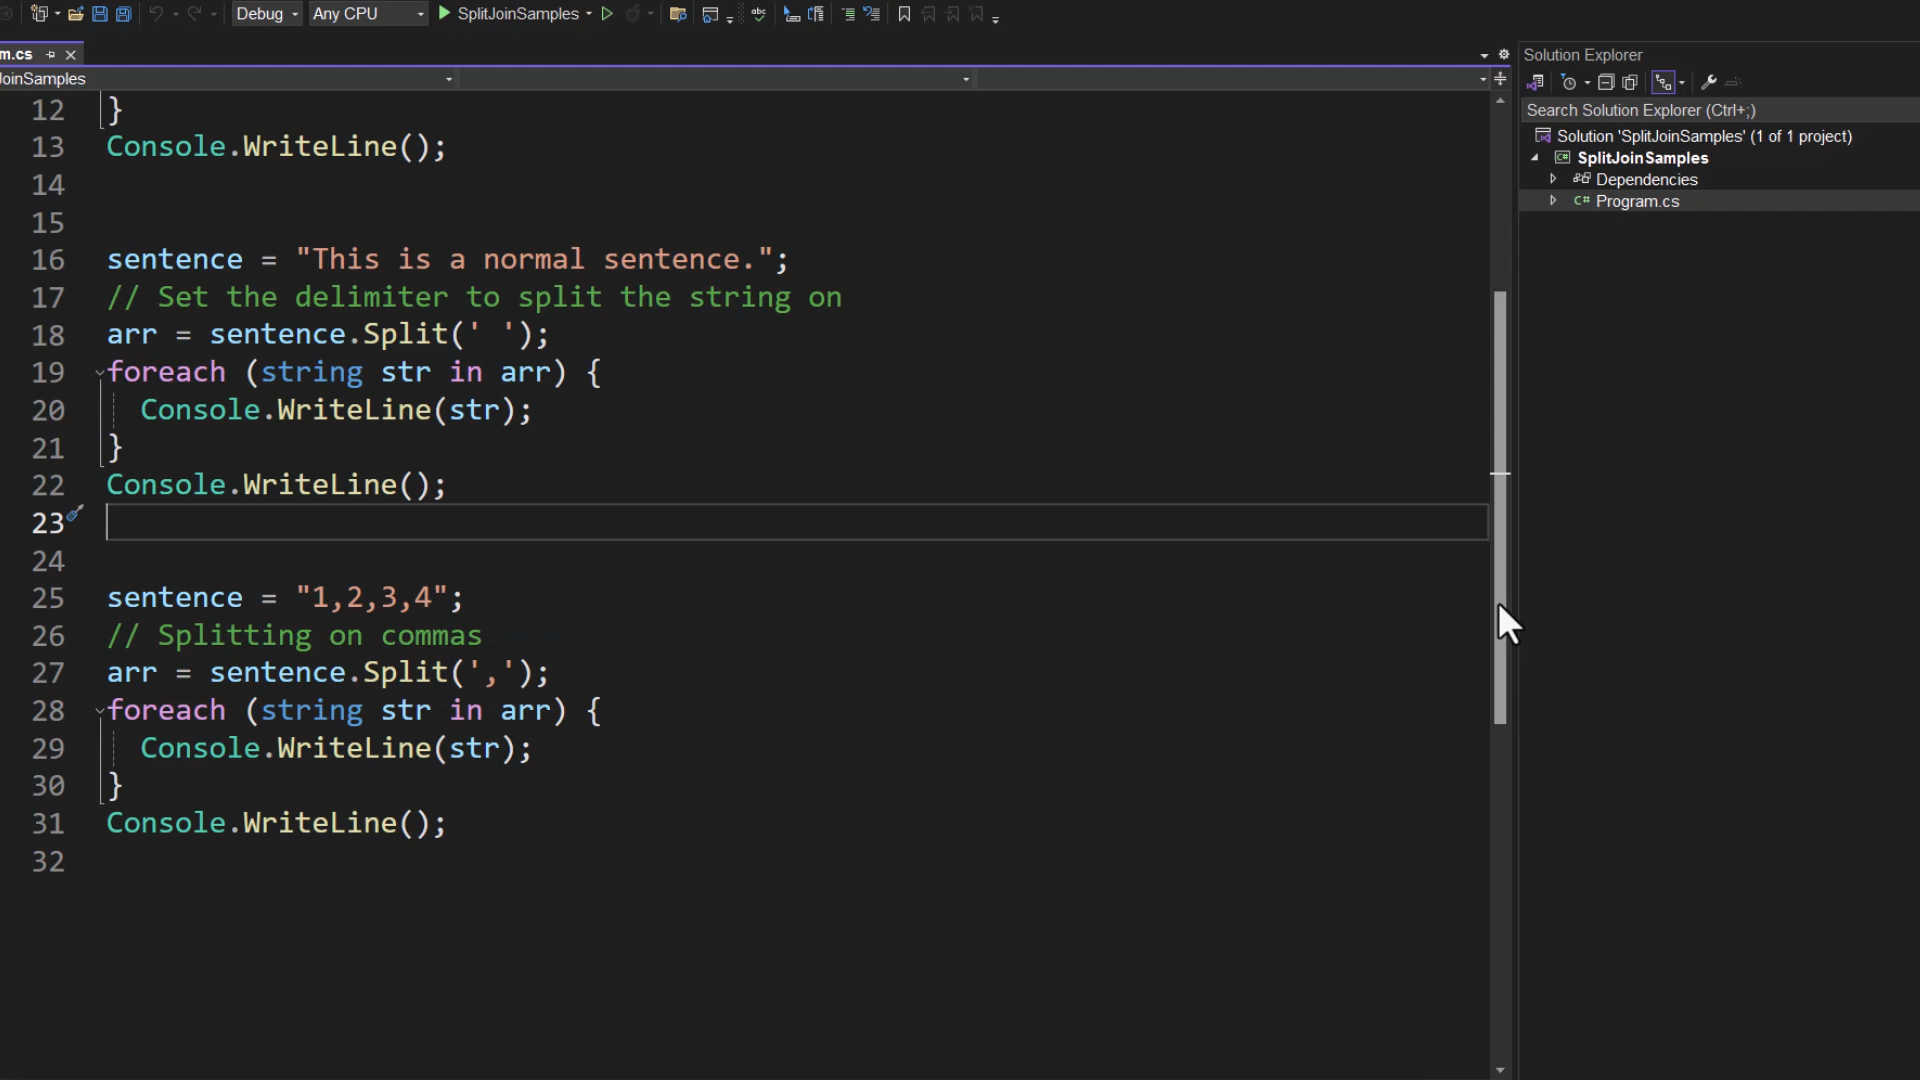 Debug Any CPU SplitJoinSamples
m.cs
JoinSamples
12 }
13 Console.WriteLine();
14
15
16 sentence = "This is a normal sentence.";
17 // Set the delimiter to split the string on
18 arr = sentence.Split(' ');
19 foreach (string str in arr) {
20 Console.WriteLine(str);
21 }
22 Console.WriteLine();
23
24
25 sentence = "1,2,3,4";
26 // Splitting on commas
27 arr = sentence.Split(',');
28 foreach (string str in arr) {
29 Console.WriteLine(str);
30 }
31 Console.WriteLine();
32
Solution Explorer
Search Solution Explorer (Ctrl+;)
Solution 'SplitJoinSamples' (1 of 1 project)
C# SplitJoinSamples
Dependencies
C# Program.cs